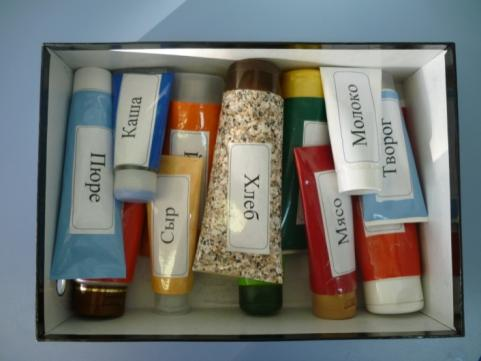 Пюре
Каша
Сыр
Хлеб
Мясо
Молоко
Творог